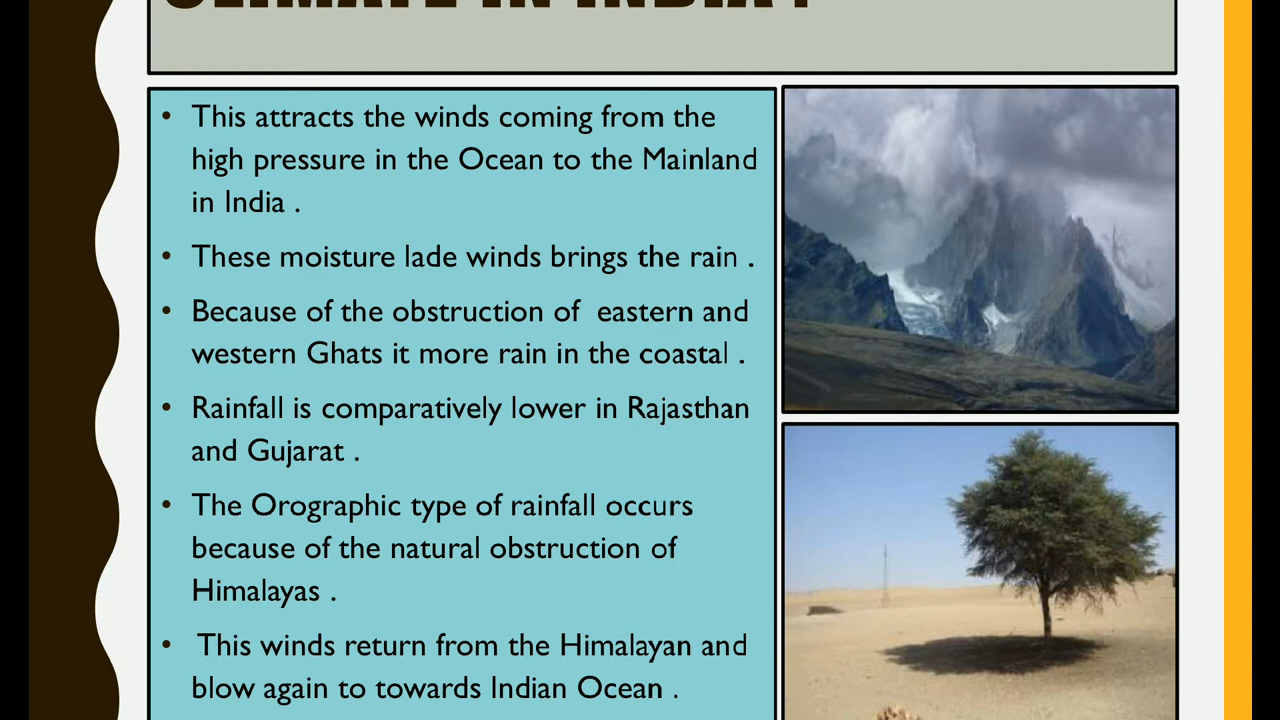 CLIMATE IN INDIA ?
• This attracts the winds coming from the
high pressure in the Ocean to the Mainland
in India .
• These moisture lade winds brings the rain .
• Because of the obstruction of eastern and
western Ghats it more rain in the coastal .
• Rainfall is comparatively lower in Rajasthan
and Gujarat .
• The Orographic type of rainfall occurs
because of the natural obstruction of
Himalayas .
• This winds return from the Himalayan and
blow again to towards Indian Ocean .